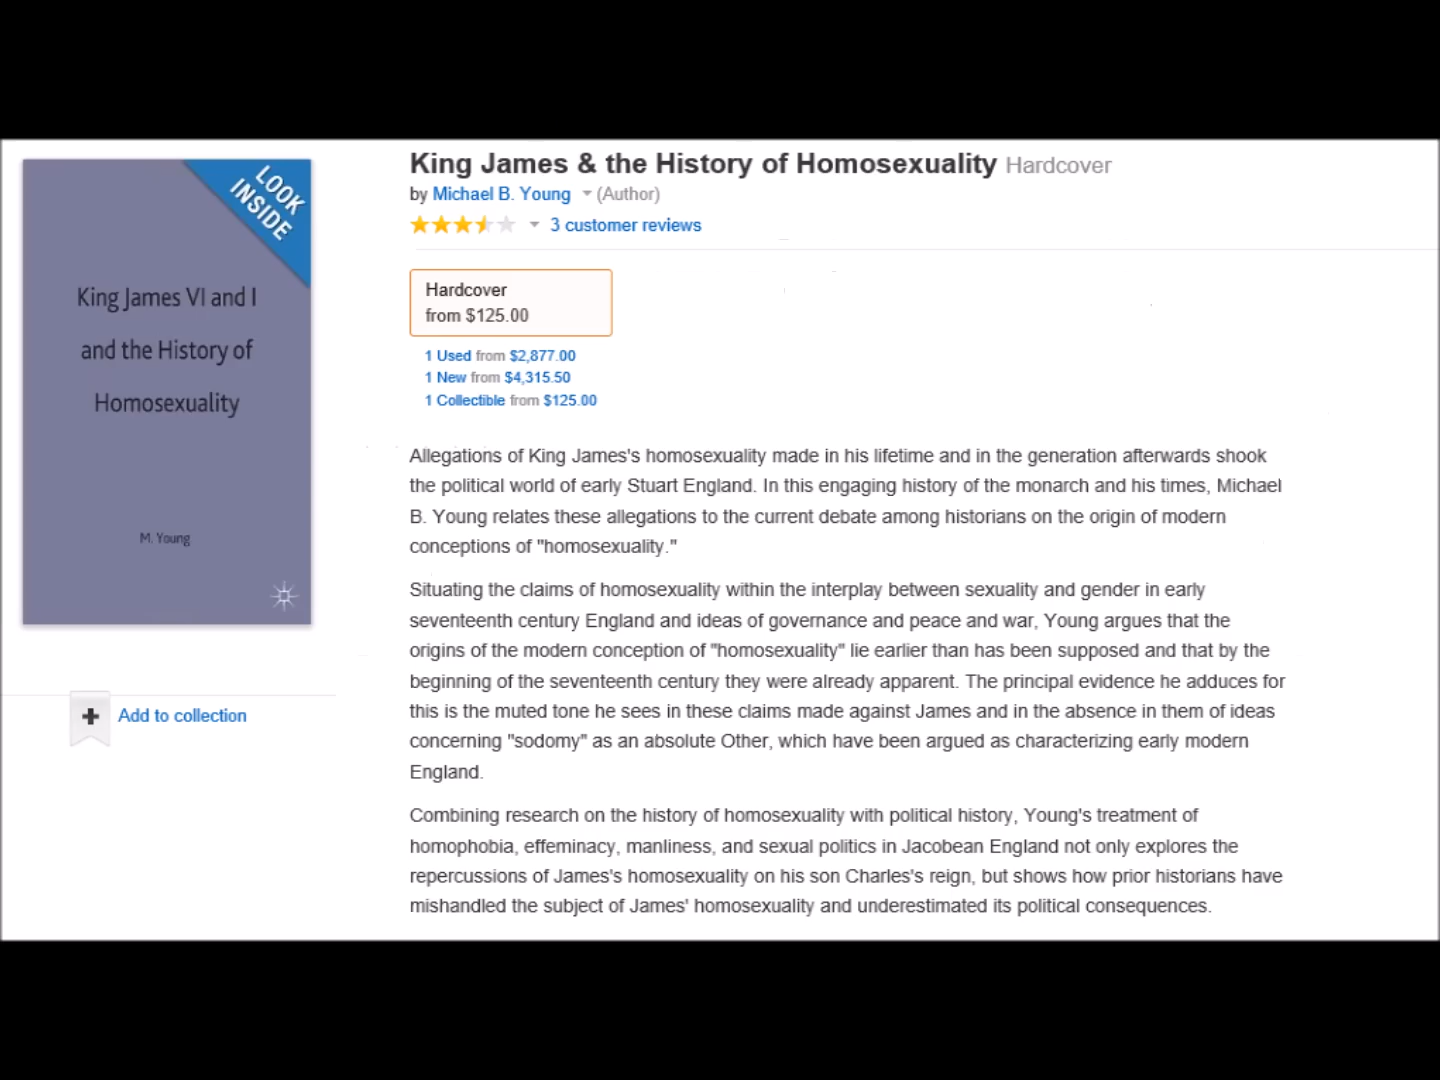 LOOK
INSIDE
King James VI and I
and the History of
Homosexuality
M. Young
Add to collection
King James & the History of Homosexuality Hardcover
by Michael B. Young (Author)
3 customer reviews
Hardcover
from $125.00
1 Used from $2,877.00
1 New from $4,315.50
1 Collectible from $125.00
Allegations of King James's homosexuality made in his lifetime and in the generation afterwards shook
the political world of early Stuart England. In this engaging history of the monarch and his times, Michael
B. Young relates these allegations to the current debate among historians on the origin of modern
conceptions of "homosexuality."
Situating the claims of homosexuality within the interplay between sexuality and gender in early
seventeenth century England and ideas of governance and peace and war, Young argues that the
origins of the modern conception of "homosexuality" lie earlier than has been supposed and that by the
beginning of the seventeenth century they were already apparent. The principal evidence he adduces for
this is the muted tone he sees in these claims made against James and in the absence in them of ideas
concerning "sodomy" as an absolute Other, which have been argued as characterizing early modern
England.
Combining research on the history of homosexuality with political history, Young's treatment of
homophobia, effeminacy, manliness, and sexual politics in Jacobean England not only explores the
repercussions of James's homosexuality on his son Charles's reign, but shows how prior historians have
mishandled the subject of James' homosexuality and underestimated its political consequences.